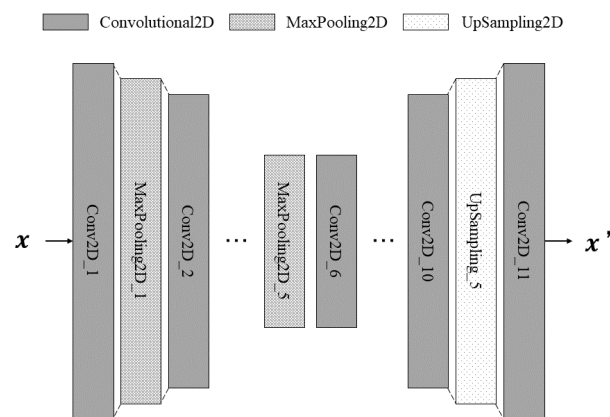 Convolutional2D
MaxPooling2D
UpSampling2D
x
Conv2D_1
MaxPooling2D_1
Conv2D_2
...
MaxPooling2D_5
Conv2D_6
...
Conv2D_10
UpSampling_5
Conv2D_11
x’